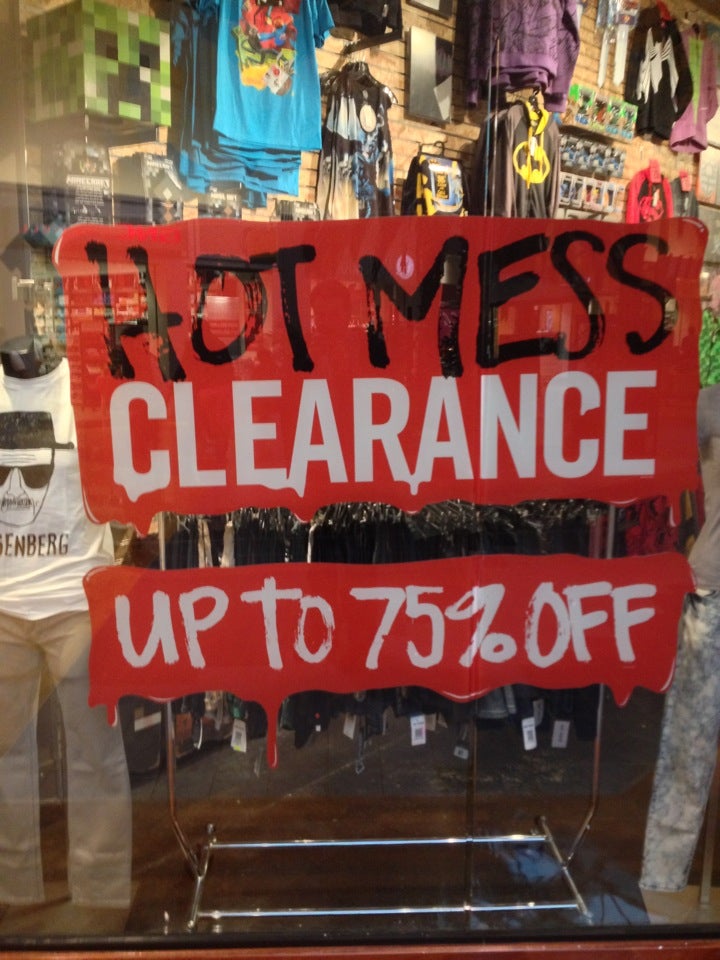 HOT MESS
CLEARANCE
UP TO 75% OFF
SENBERG